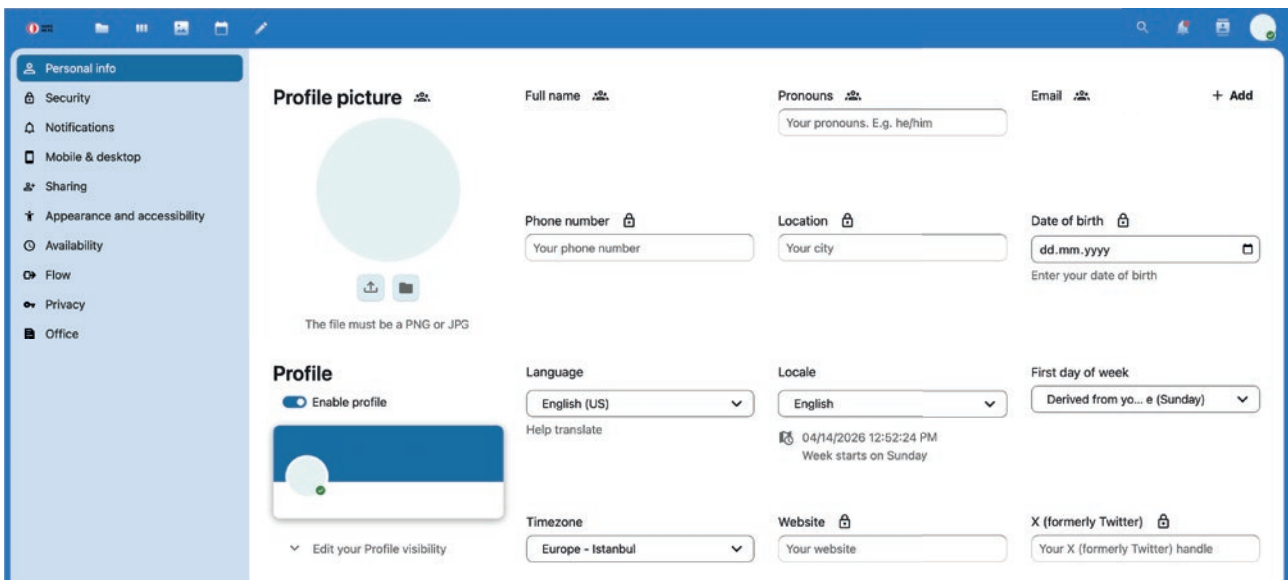 Personal info
Security
Notifications
Mobile & desktop
Sharing
Appearance and accessibility
Availability
Flow
Privacy
Office
Profile picture
The file must be a PNG or JPG
Full name
Pronouns
Your pronouns. E.g. he/him
Email
+ Add
Phone number
Your phone number
Location
Your city
Date of birth
dd.mm.yyyy
Enter your date of birth
Profile
Enable profile
Edit your Profile visibility
Language
English (US)
Help translate
Locale
English
04/14/2026 12:52:24 PM
Week starts on Sunday
First day of week
Derived from yo... e (Sunday)
Timezone
Europe - Istanbul
Website
Your website
X (formerly Twitter)
Your X (formerly Twitter) handle